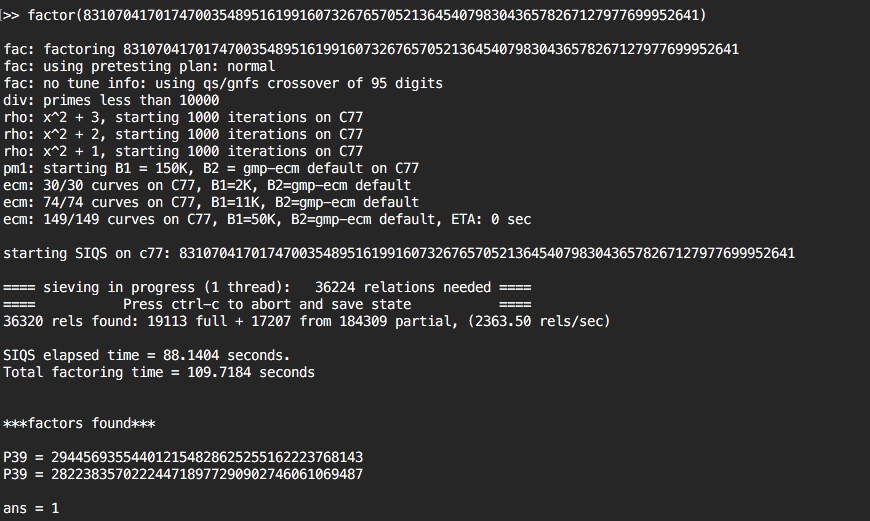 >> factor(83107041701747003548951619916073267657052136454079830436578267127977699952641)
fac: factoring 83107041701747003548951619916073267657052136454079830436578267127977699952641
fac: using pretesting plan: normal
fac: no tune info: using qs/gnfs crossover of 95 digits
div: primes less than 10000
rho: x^2 + 3, starting 1000 iterations on C77
rho: x^2 + 2, starting 1000 iterations on C77
rho: x^2 + 1, starting 1000 iterations on C77
pm1: starting B1 = 150K, B2 = gmp-ecm default on C77
ecm: 30/30 curves on C77, B1=2K, B2=gmp-ecm default
ecm: 74/74 curves on C77, B1=11K, B2=gmp-ecm default
ecm: 149/149 curves on C77, B1=50K, B2=gmp-ecm default, ETA: 0 sec
starting SIQS on c77: 83107041701747003548951619916073267657052136454079830436578267127977699952641
==== sieving in progress (1 thread):   36224 relations needed ====
====           Press ctrl-c to abort and save state           ====
36320 rels found: 19113 full + 17207 from 184309 partial, (2363.50 rels/sec)
SIQS elapsed time = 88.1404 seconds.
Total factoring time = 109.7184 seconds
***factors found***
P39 = 294456935544012154828625255162223768143
P39 = 282238357022244718977290902746061069487
ans = 1